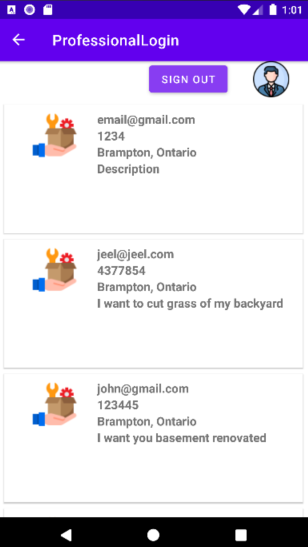 1:01
ProfessionalLogin
SIGN OUT
email@gmail.com
1234
Brampton, Ontario
Description
jeel@jeel.com
4377854
Brampton, Ontario
I want to cut grass of my backyard
john@gmail.com
123445
Brampton, Ontario
I want you basement renovated